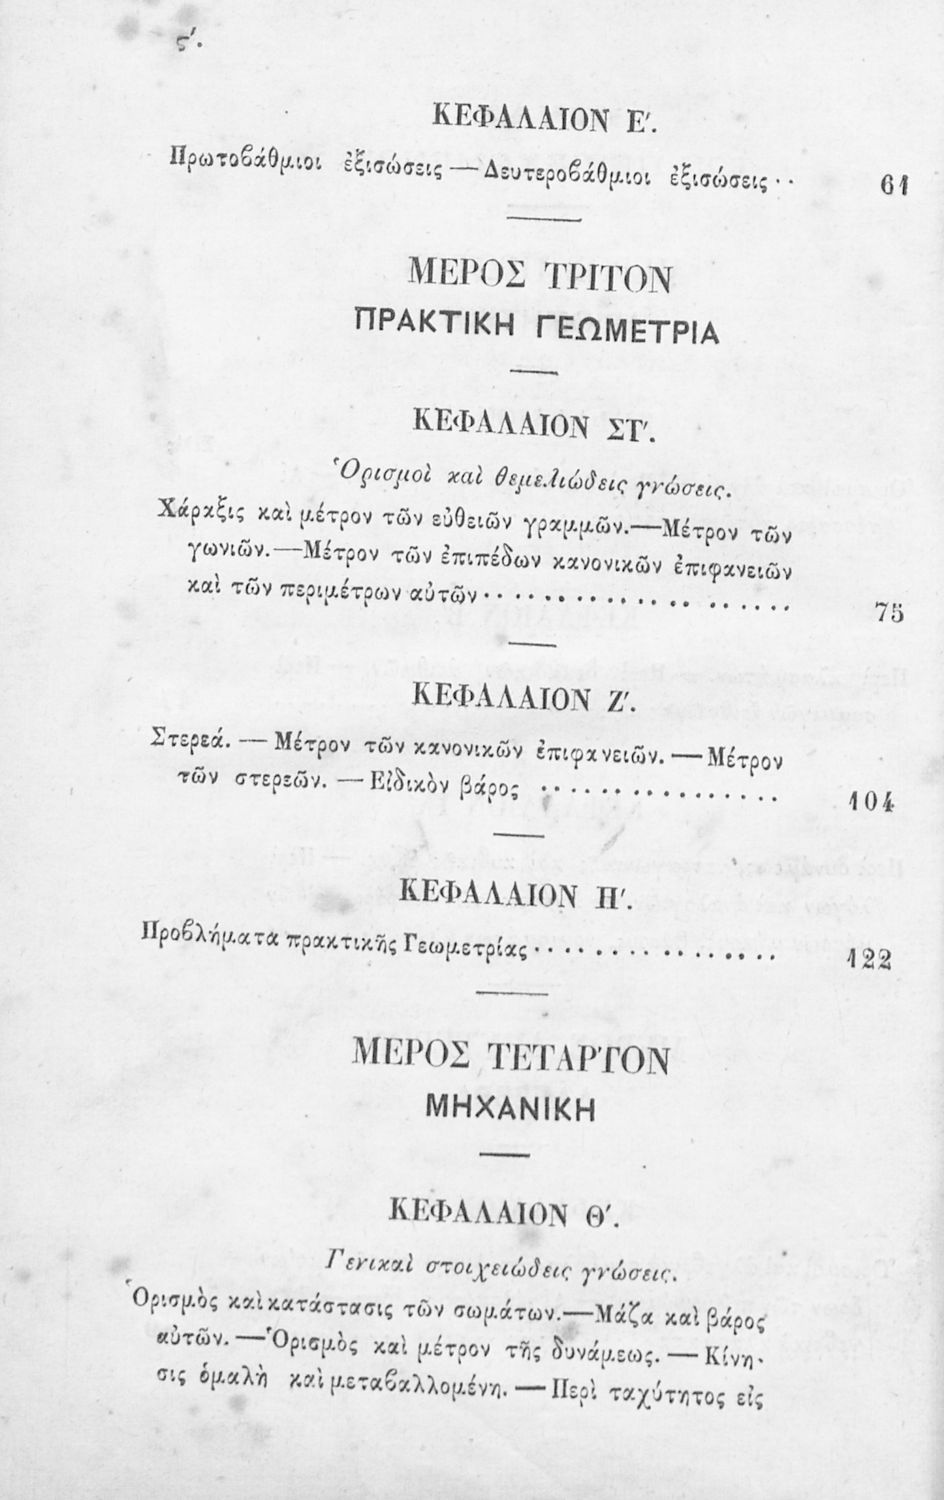 ς′.
ΚΕΦΑΛΑΙΟΝ Ε′.
Πρωτοϐάθμιοι ἐξισώσεις — Δευτεροϐάθμιοι ἐξισώσεις ·· 61
ΜΕΡΟΣ ΤΡΙΤΟΝ
ΠΡΑΚΤΙΚΗ ΓΕΩΜΕΤΡΙΑ
ΚΕΦΑΛΑΙΟΝ ΣΤ′.
Ὁρισμοὶ καὶ θεμελιώδεις γνώσεις.
Χάραξις καὶ μέτρον τῶν εὐθειῶν γραμμῶν.—Μέτρον τῶν
γωνιῶν.—Μέτρον τῶν ἐπιπέδων κανονικῶν ἐπιφανειῶν
καὶ τῶν περιμέτρων αὐτῶν ·················· 75
ΚΕΦΑΛΑΙΟΝ Ζ′.
Στερεά. — Μέτρον τῶν κανονικῶν ἐπιφανειῶν. — Μέτρον
τῶν στερεῶν. — Εἰδικὸν βάρος ················ 104
ΚΕΦΑΛΑΙΟΝ Η′.
Προβλήματα πρακτικῆς Γεωμετρίας ················ 122
ΜΕΡΟΣ ΤΕΤΑΡΤΟΝ
ΜΗΧΑΝΙΚΗ
ΚΕΦΑΛΑΙΟΝ Θ′.
Γενικαὶ στοιχειώδεις γνώσεις.
Ὁρισμὸς καὶ κατάστασις τῶν σωμάτων.—Μάζα καὶ βάρος
αὐτῶν. —Ὁρισμὸς καὶ μέτρον τῆς δυνάμεως. — Κίνη-
σις ὁμαλὴ καὶ μεταϐαλλομένη. — Περὶ ταχύτητος εἰς